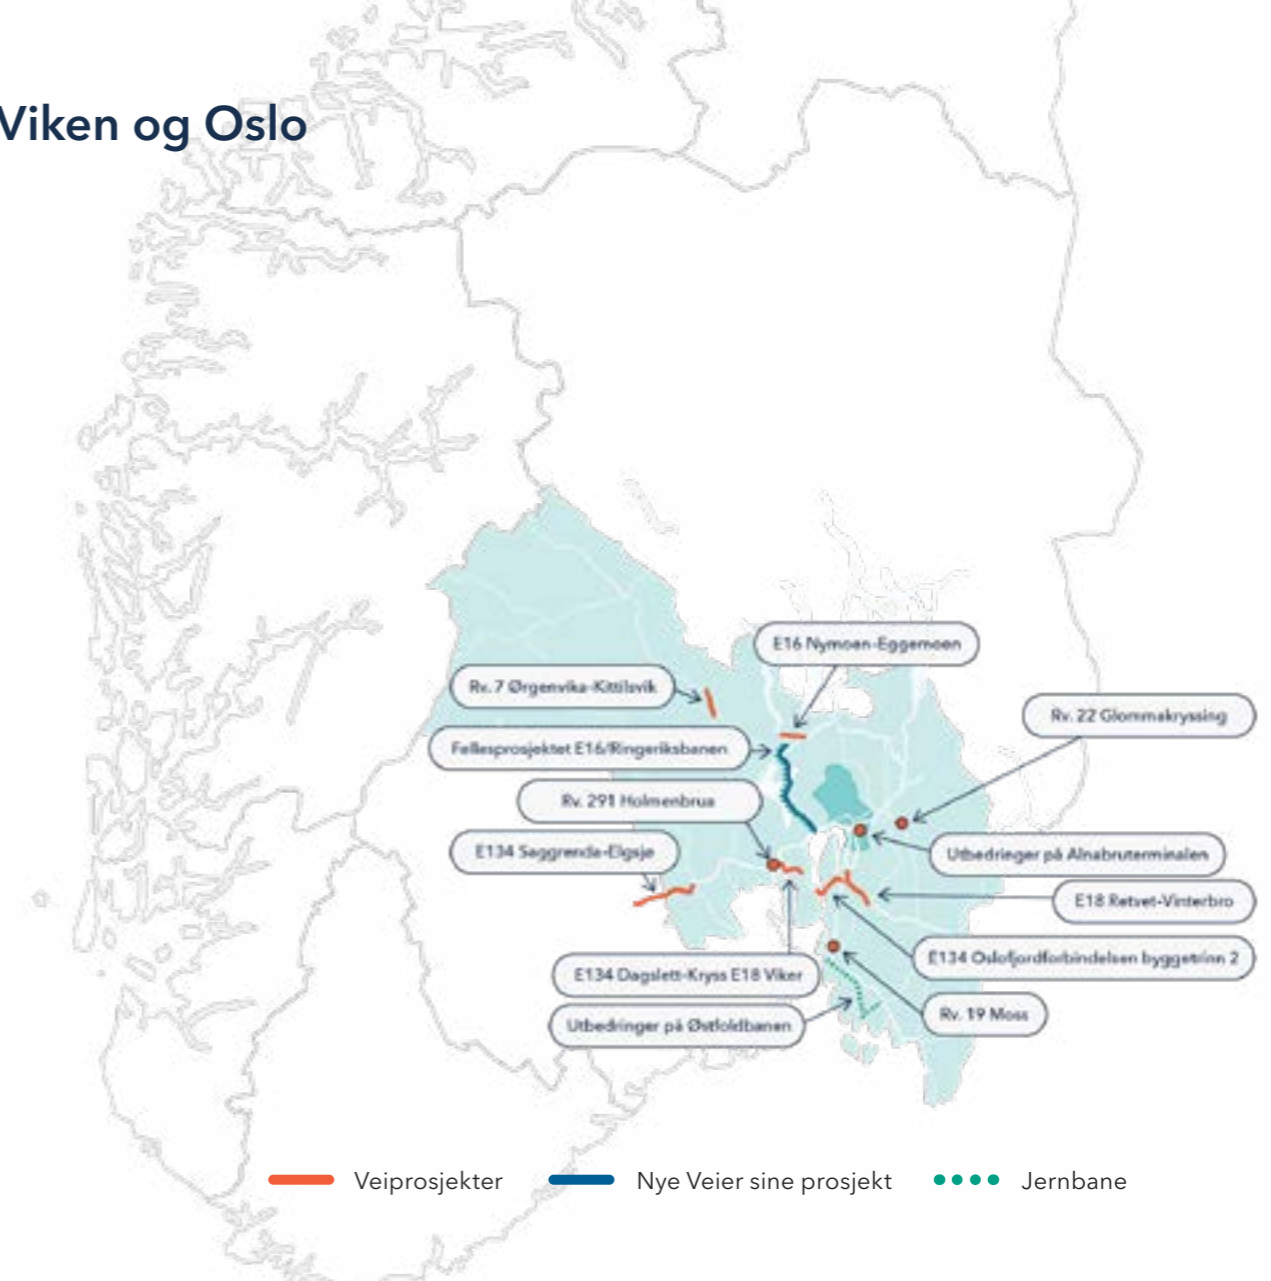 Viken og Oslo
E16 Nymoen-Eggemoen
Rv. 7 Ørgenvika-Kittilsvik
Rv. 22 Glommakryssing
Fellesprosjektet E16/Ringeriksbanen
Rv. 291 Holmenbrua
E134 Saggrenda-Elgsjø
Utbedringer på Alnabruterminalen
E18 Retvet-Vinterbro
E134 Oslofjordforbindelsen byggetrinn 2
E134 Dagslett-Kryss E18 Viker
Rv. 19 Moss
Utbedringer på Østfoldbanen
Veiprosjekter
Nye Veier sine prosjekt
Jernbane